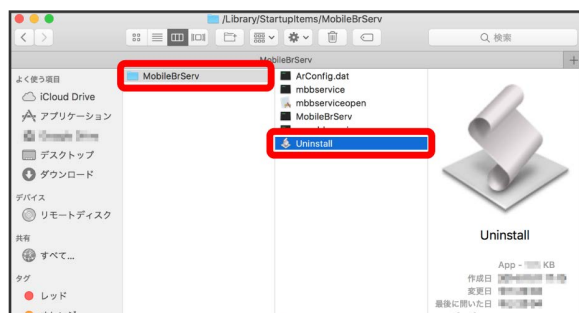 /Library/StartupItems/MobileBrServ
検索
MobileBrServ
よく使う項目
iCloud Drive
アプリケーション
デスクトップ
ダウンロード
デバイス
リモートディスク
共有
すべて...
タグ
レッド
MobileBrServ
ArConfig.dat
mbbservice
mbbserviceopen
MobileBrServ
Uninstall
Uninstall
App - KB
作成日
変更日
最後に開いた日